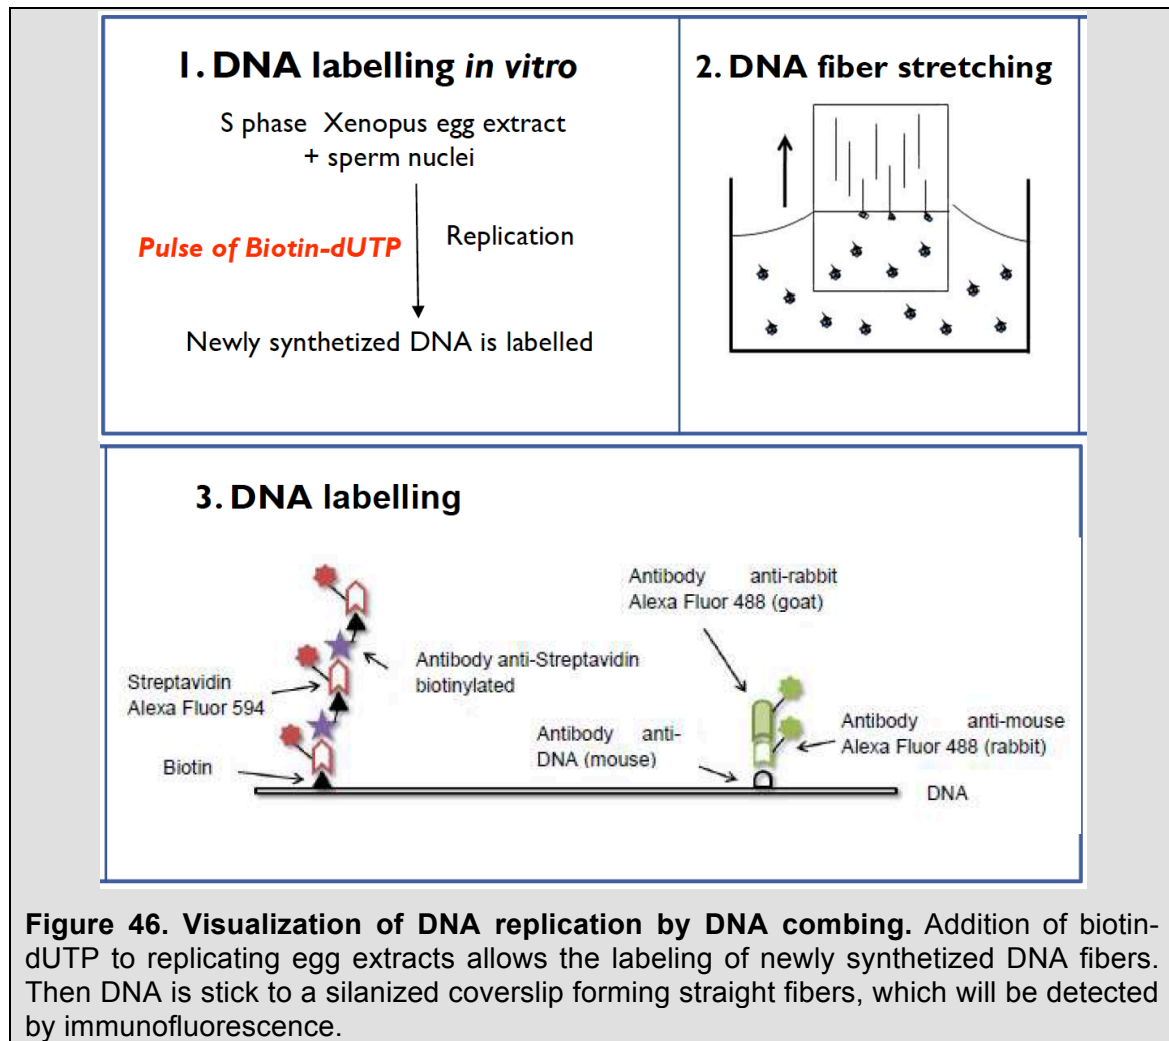 1. DNA labelling in vitro
S phase Xenopus egg extract
+ sperm nuclei
Pulse of Biotin-dUTP
Replication
Newly synthetized DNA is labelled
2. DNA fiber stretching
3. DNA labelling
Streptavidin
Alexa Fluor 594
Biotin
Antibody anti-Streptavidin
biotinylated
Antibody anti-rabbit
Alexa Fluor 488 (goat)
Antibody anti-
DNA (mouse)
Antibody anti-mouse
Alexa Fluor 488 (rabbit)
DNA
Figure 46. Visualization of DNA replication by DNA combing. Addition of biotin-
dUTP to replicating egg extracts allows the labeling of newly synthetized DNA fibers.
Then DNA is stick to a silanized coverslip forming straight fibers, which will be detected
by immunofluorescence.